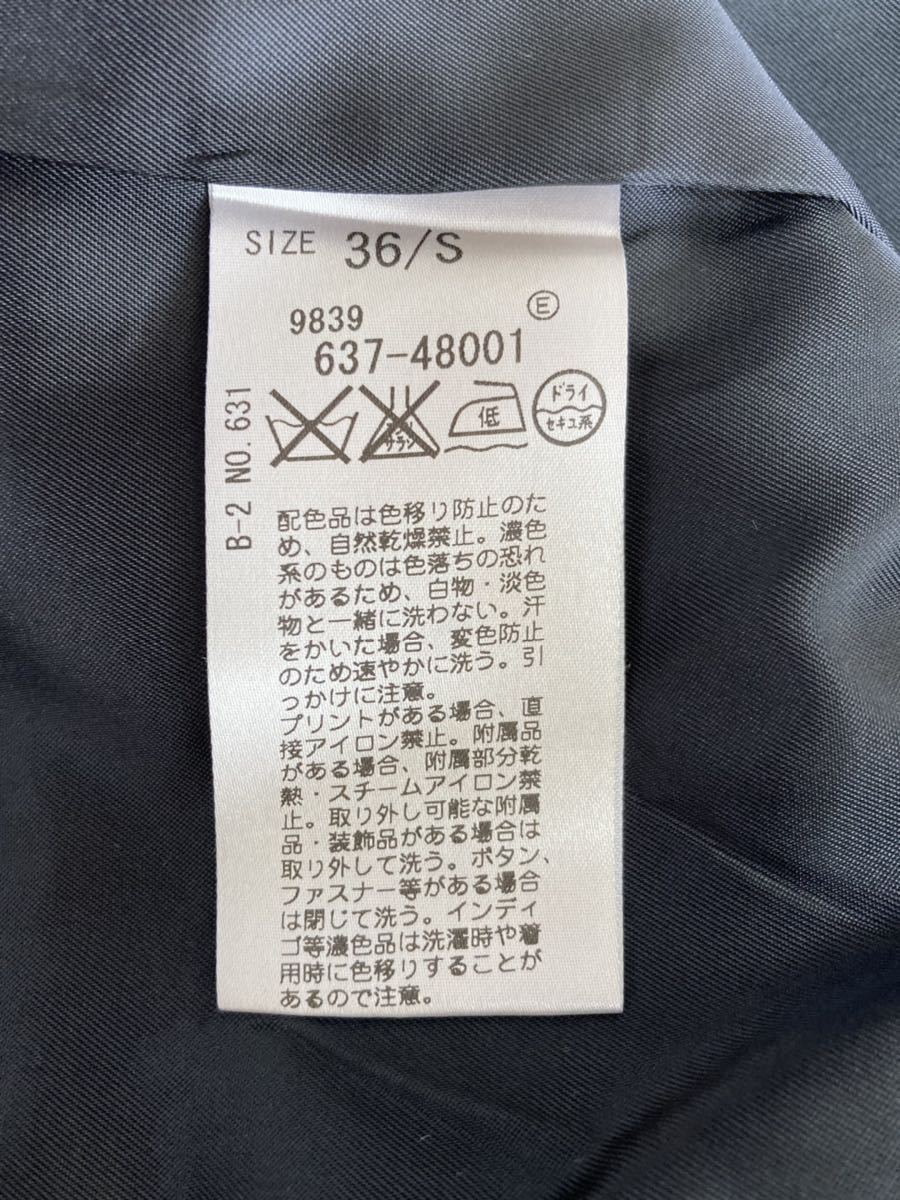 SIZE 36/S
E
9839
637-48001
B-2 NO.631
エンソ
サラシ
低
ドライ
セキユ系
配色品は色移り防止のた
め、自然乾燥禁止。濃色
系のものは色落ちの恐れ
があるため、白物・淡色
物と一緒に洗わない。汗
をかいた場合、変色防止
のため速やかに洗う。引
っかけに注意。
プリントがある場合、直
接アイロン禁止。附属品
がある場合、附属部分乾
熱・スチームアイロン禁
止。取り外し可能な附属
品・装飾品がある場合は
取り外して洗う。ボタン、
ファスナー等がある場合
は閉じて洗う。インディ
ゴ等濃色品は洗濯時や着
用時に色移りすることが
あるので注意。